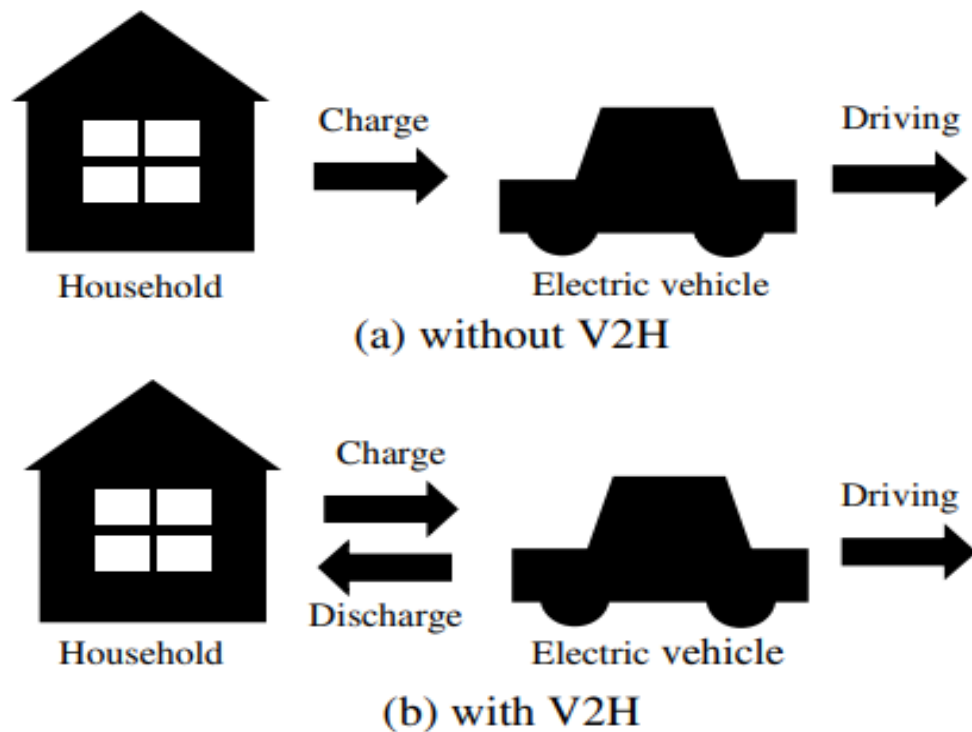 Charge
Driving
Household
Electric vehicle
(a) without V2H
Charge
Driving
Discharge
Household
Electric vehicle
(b) with V2H